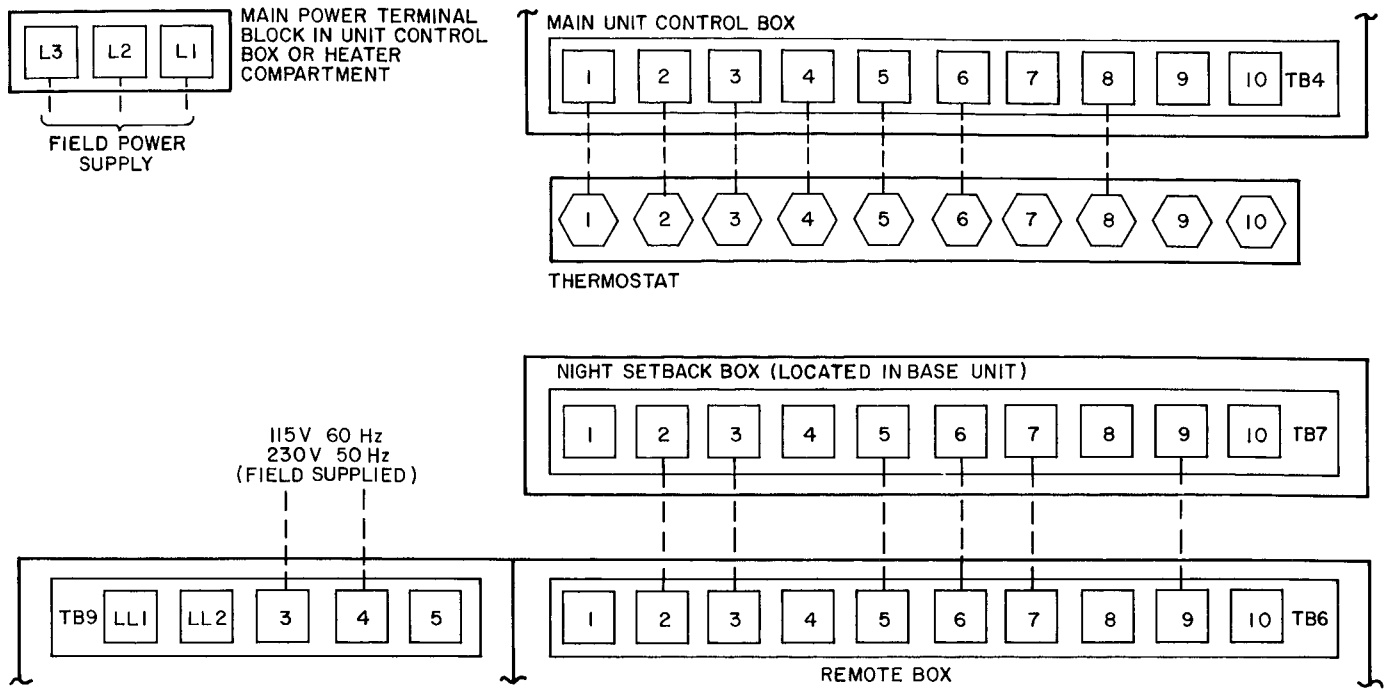 L3 L2 L1
MAIN POWER TERMINAL
BLOCK IN UNIT CONTROL
BOX OR HEATER
COMPARTMENT
FIELD POWER
SUPPLY
MAIN UNIT CONTROL BOX
1 2 3 4 5 6 7 8 9 10 TB4
1 2 3 4 5 6 7 8 9 10
THERMOSTAT
NIGHT SETBACK BOX (LOCATED IN BASE UNIT)
1 2 3 4 5 6 7 8 9 10 TB7
115V 60 Hz
230V 50 Hz
(FIELD SUPPLIED)
TB9 LL1 LL2 3 4 5
1 2 3 4 5 6 7 8 9 10 TB6
REMOTE BOX